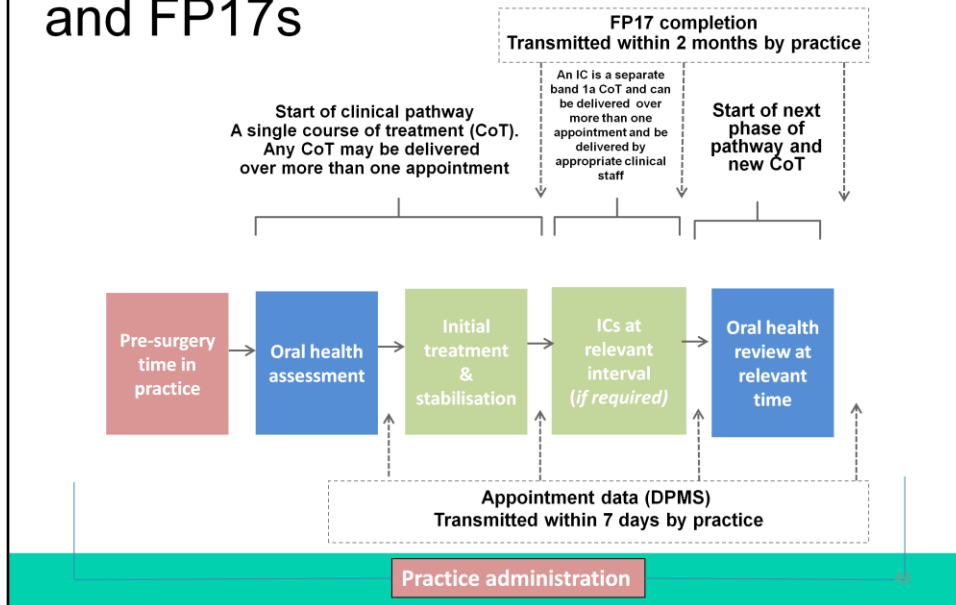 and FP17s
FP17 completion
Transmitted within 2 months by practice
Start of clinical pathway
A single course of treatment (CoT).
Any CoT may be delivered
over more than one appointment
An IC is a separate
band 1a CoT and can
be delivered over
more than one
appointment and be
delivered by
appropriate clinical
staff
Start of next
phase of
pathway and
new CoT
Pre-surgery
time in
practice
Oral health
assessment
Initial
treatment
&
stabilisation
ICs at
relevant
interval
(if required)
Oral health
review at
relevant
time
Appointment data (DPMS)
Transmitted within 7 days by practice
Practice administration